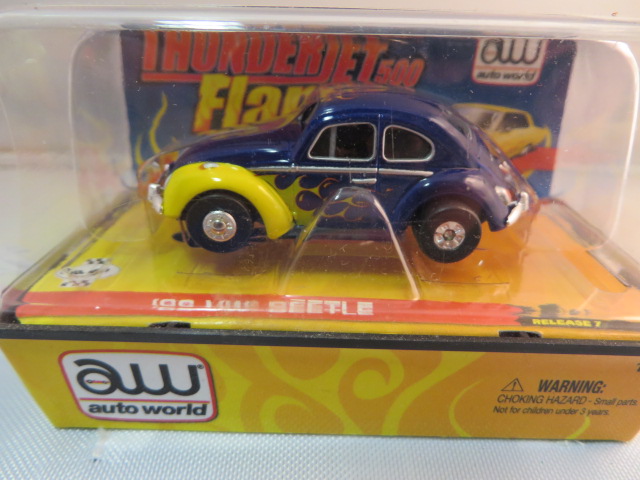 THUNDERJET 500
aw
auto world
BEETLE
RELEASE 7
aw
auto world
WARNING:
CHOKING HAZARD - Small parts.
Not for children under 3 years.